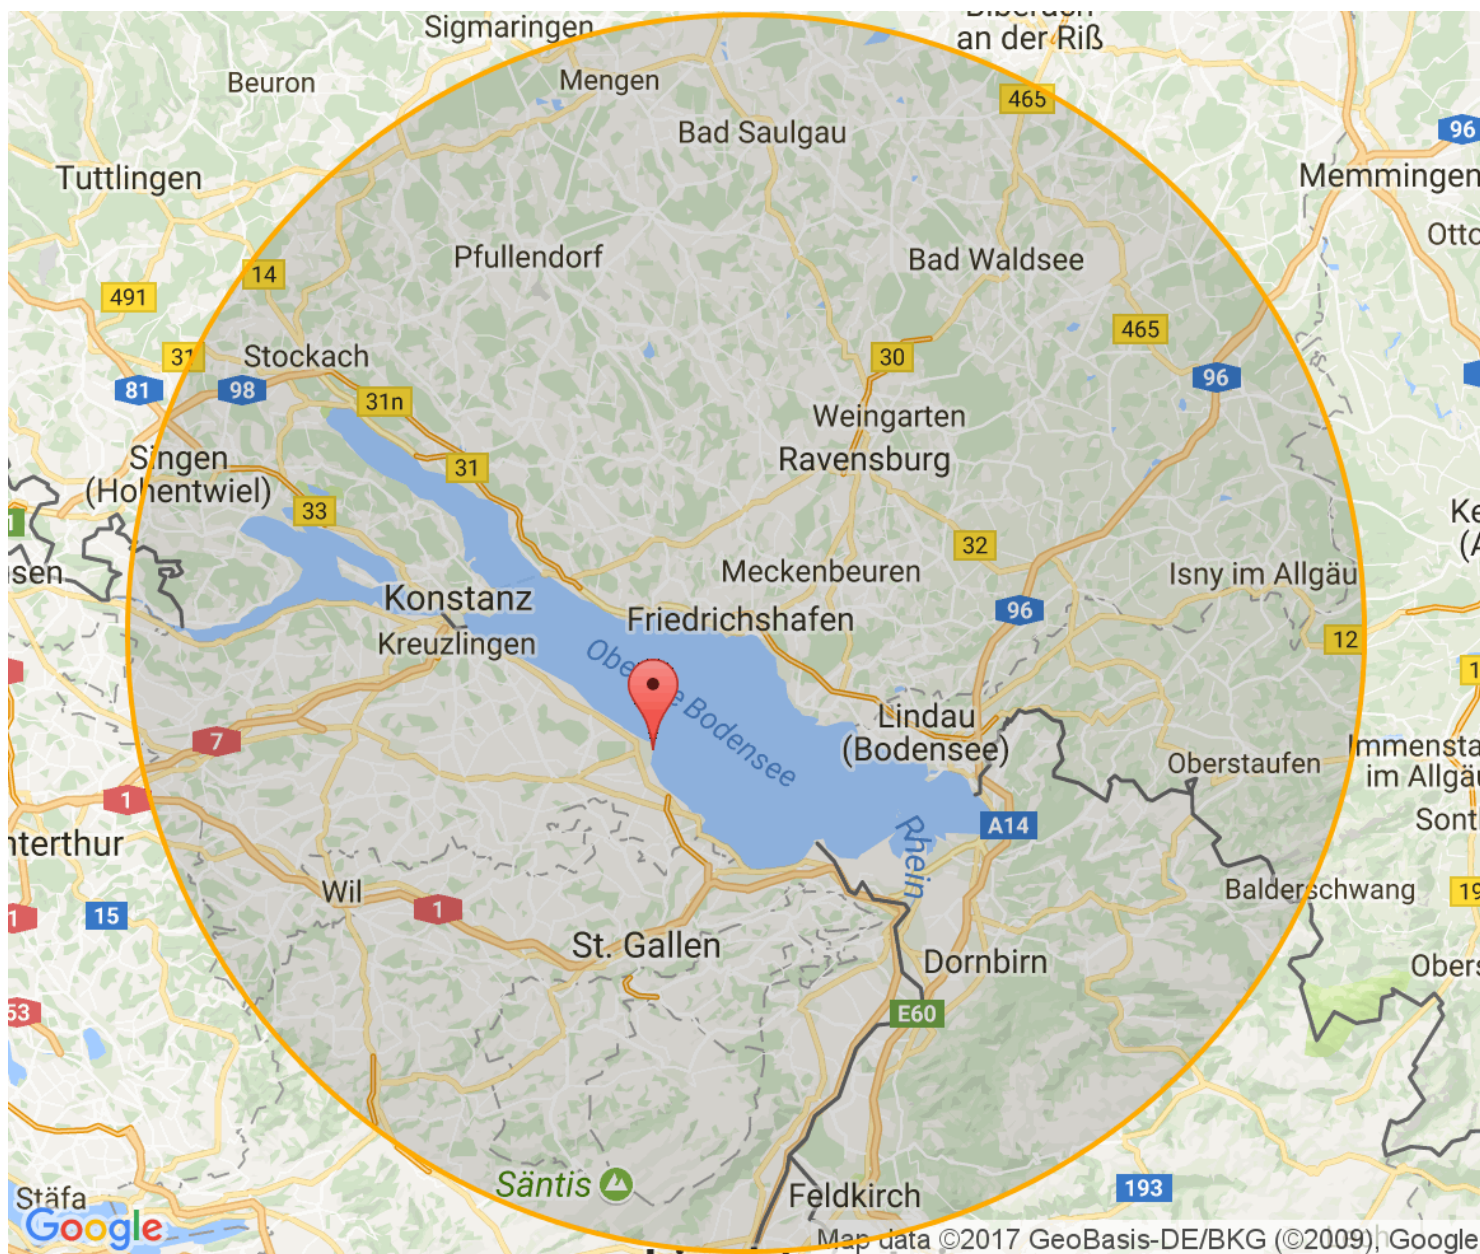 Biberach
an der Riß
Sigmaringen
Beuron
Mengen
465
96
Bad Saulgau
Tuttlingen
Memmingen
Pfullendorf
Bad Waldsee
14
491
465
31
Stockach
30
81
98
31n
96
Weingarten
Singen
(Hohentwiel)
31
Ravensburg
33
32
Meckenbeuren
Isny im Allgäu
Konstanz
96
Friedrichshafen
Kreuzlingen
12
Lindau
(Bodensee)
7
Bodensee
Oberstaufen
1
A14
Rhein
Wil
1
15
Balderschwang
St. Gallen
Dornbirn
E60
Säntis
Feldkirch
193
Stäfa
Google
Map data ©2017 GeoBasis-DE/BKG (©2009), Google